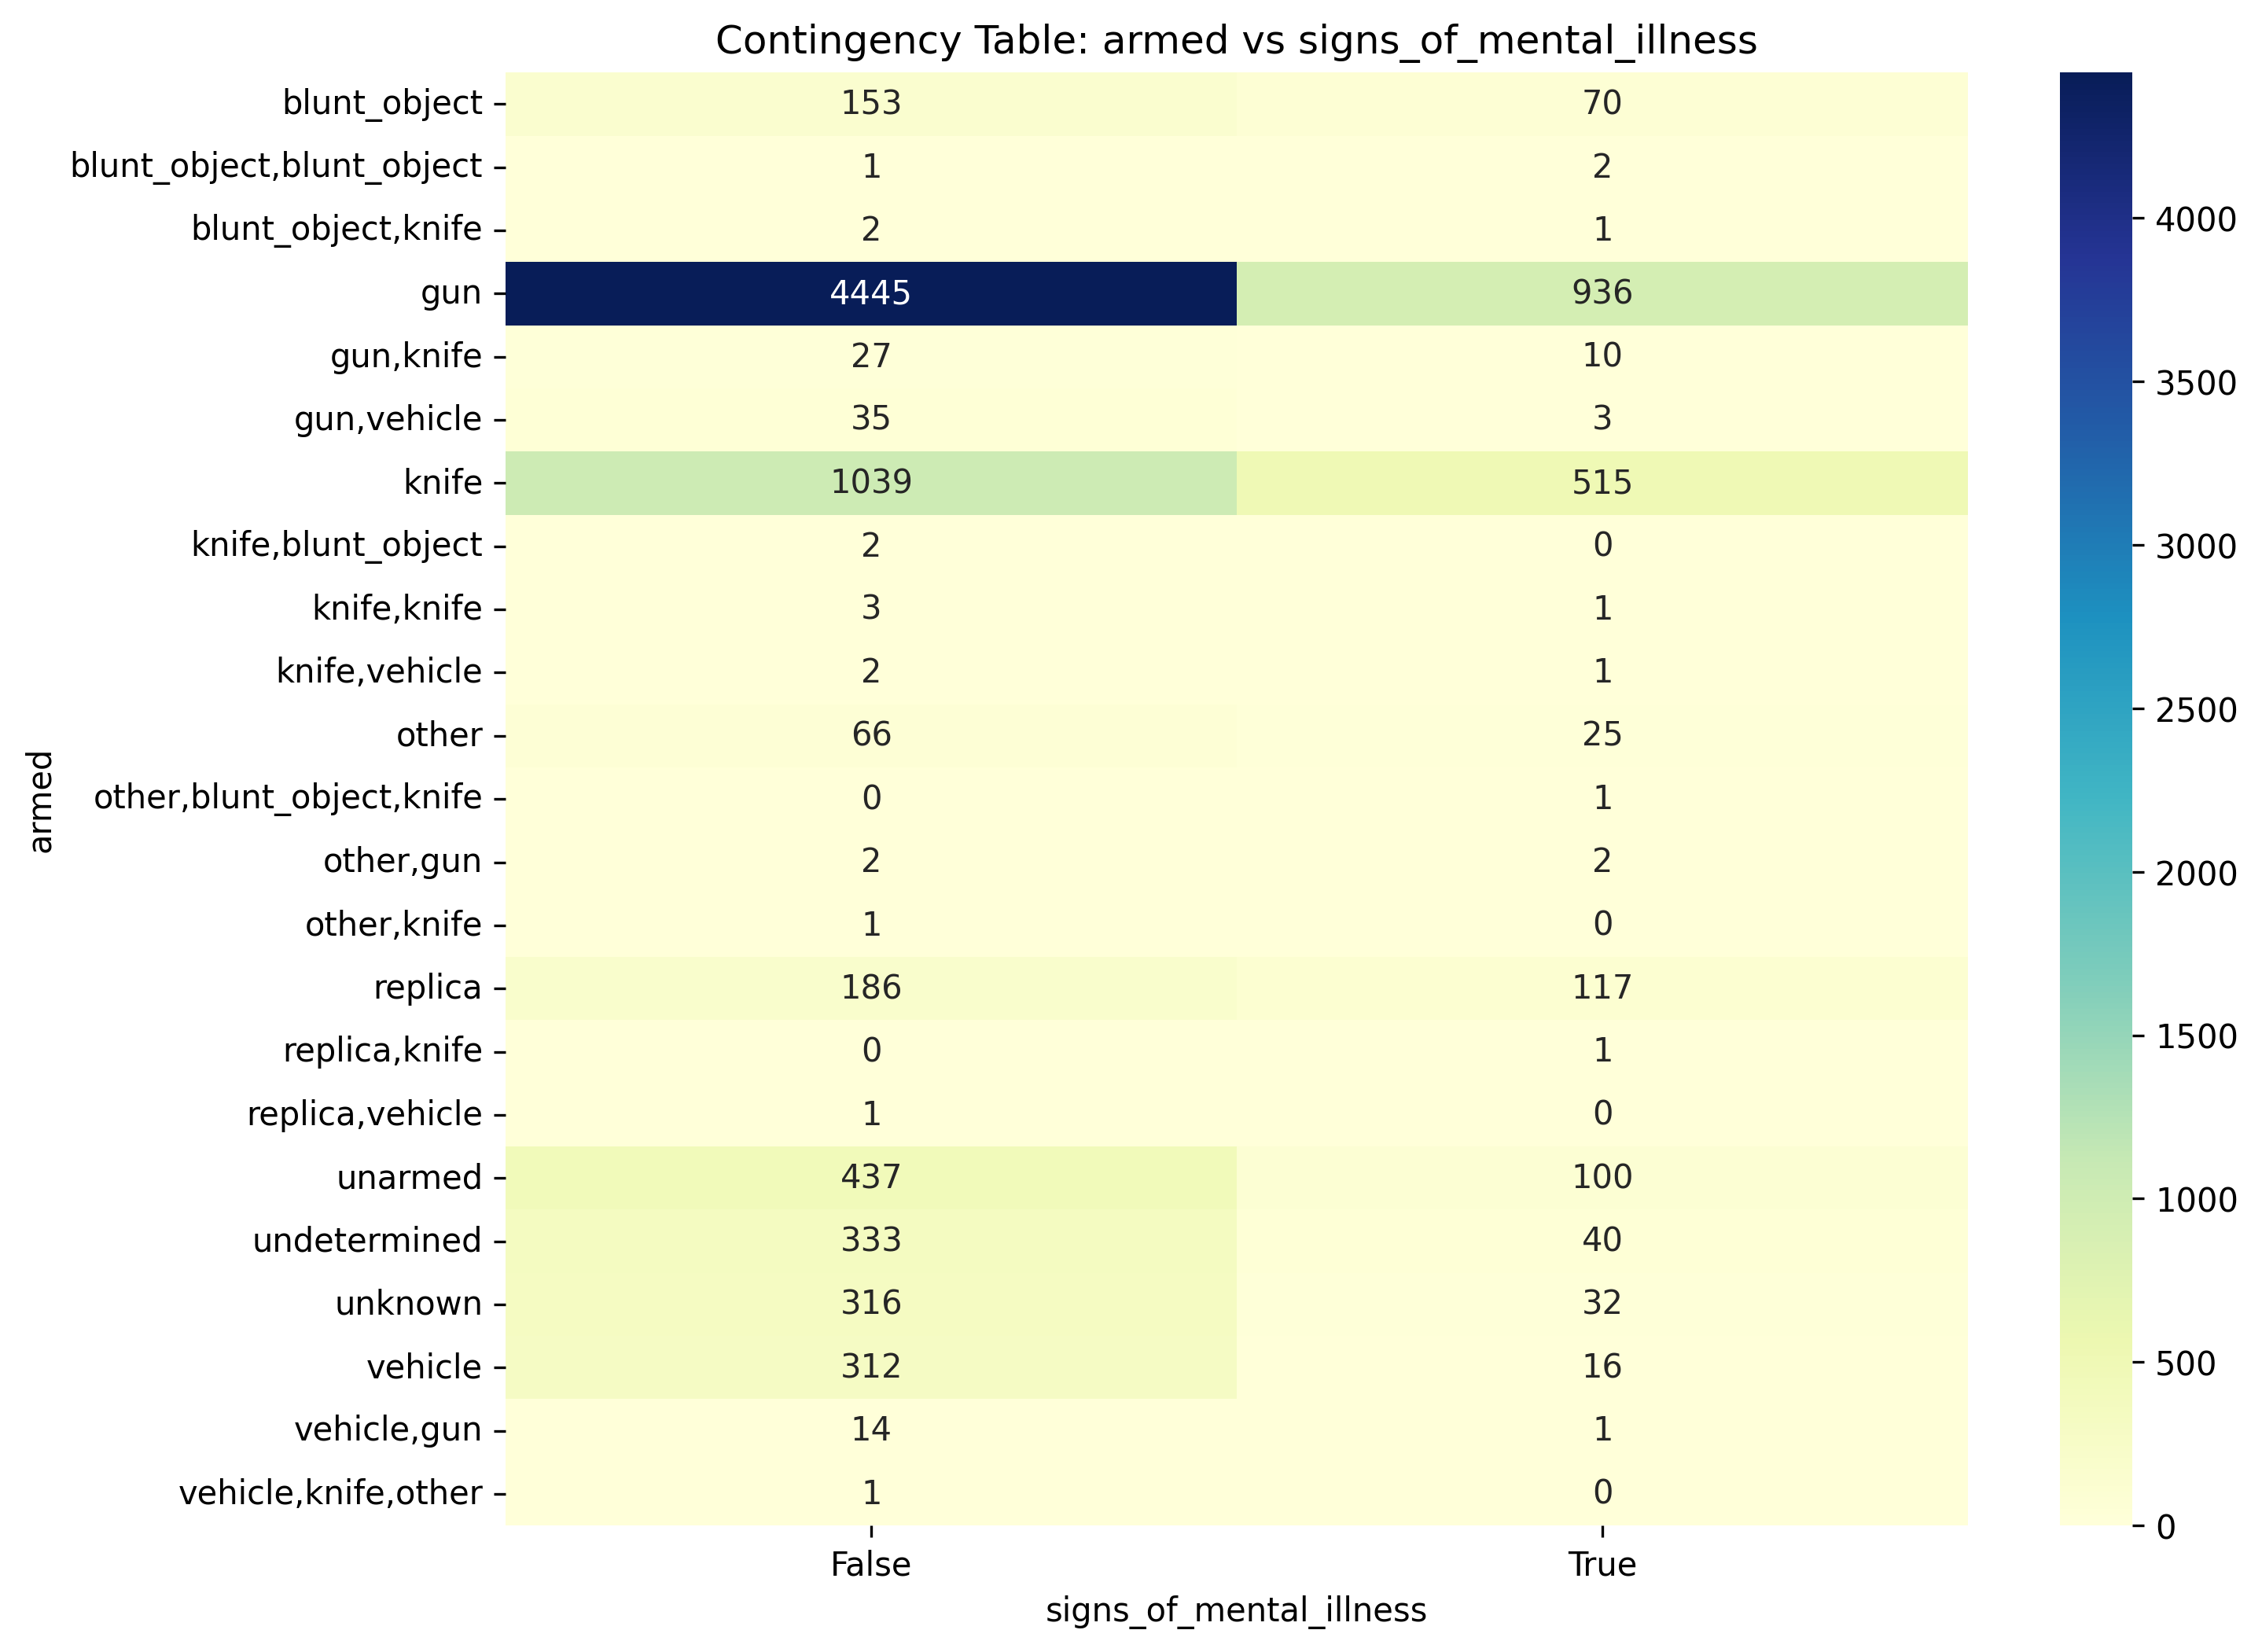 Contingency Table: armed vs signs_of_mental_illness
blunt_object 153 70
blunt_object,blunt_object 1 2
blunt_object,knife 2 1
gun 4445 936
gun,knife 27 10
gun,vehicle 35 3
knife 1039 515
knife,blunt_object 2 0
knife,knife 3 1
knife,vehicle 2 1
other 66 25
other,blunt_object,knife 0 1
other,gun 2 2
other,knife 1 0
replica 186 117
replica,knife 0 1
replica,vehicle 1 0
unarmed 437 100
undetermined 333 40
unknown 316 32
vehicle 312 16
vehicle,gun 14 1
vehicle,knife,other 1 0
False True
signs_of_mental_illness
armed
4000
3500
3000
2500
2000
1500
1000
500
0